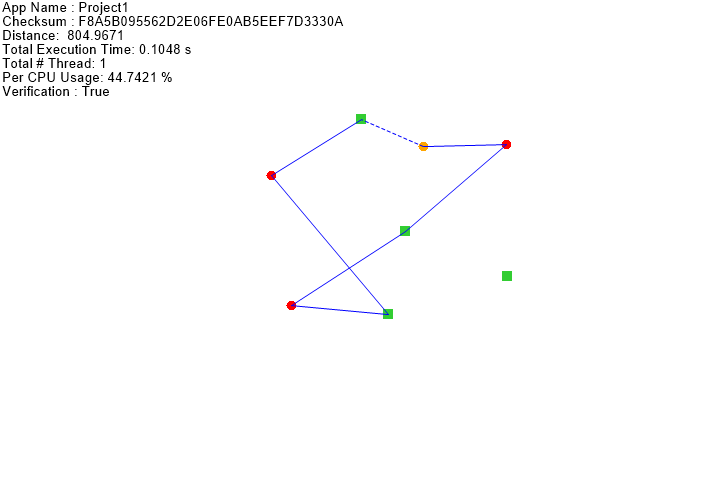 App Name : Project1
Checksum : F8A5B095562D2E06FE0AB5EEF7D3330A
Distance:  804.9671
Total Execution Time: 0.1048 s
Total # Thread: 1
Per CPU Usage: 44.7421 %
Verification : True